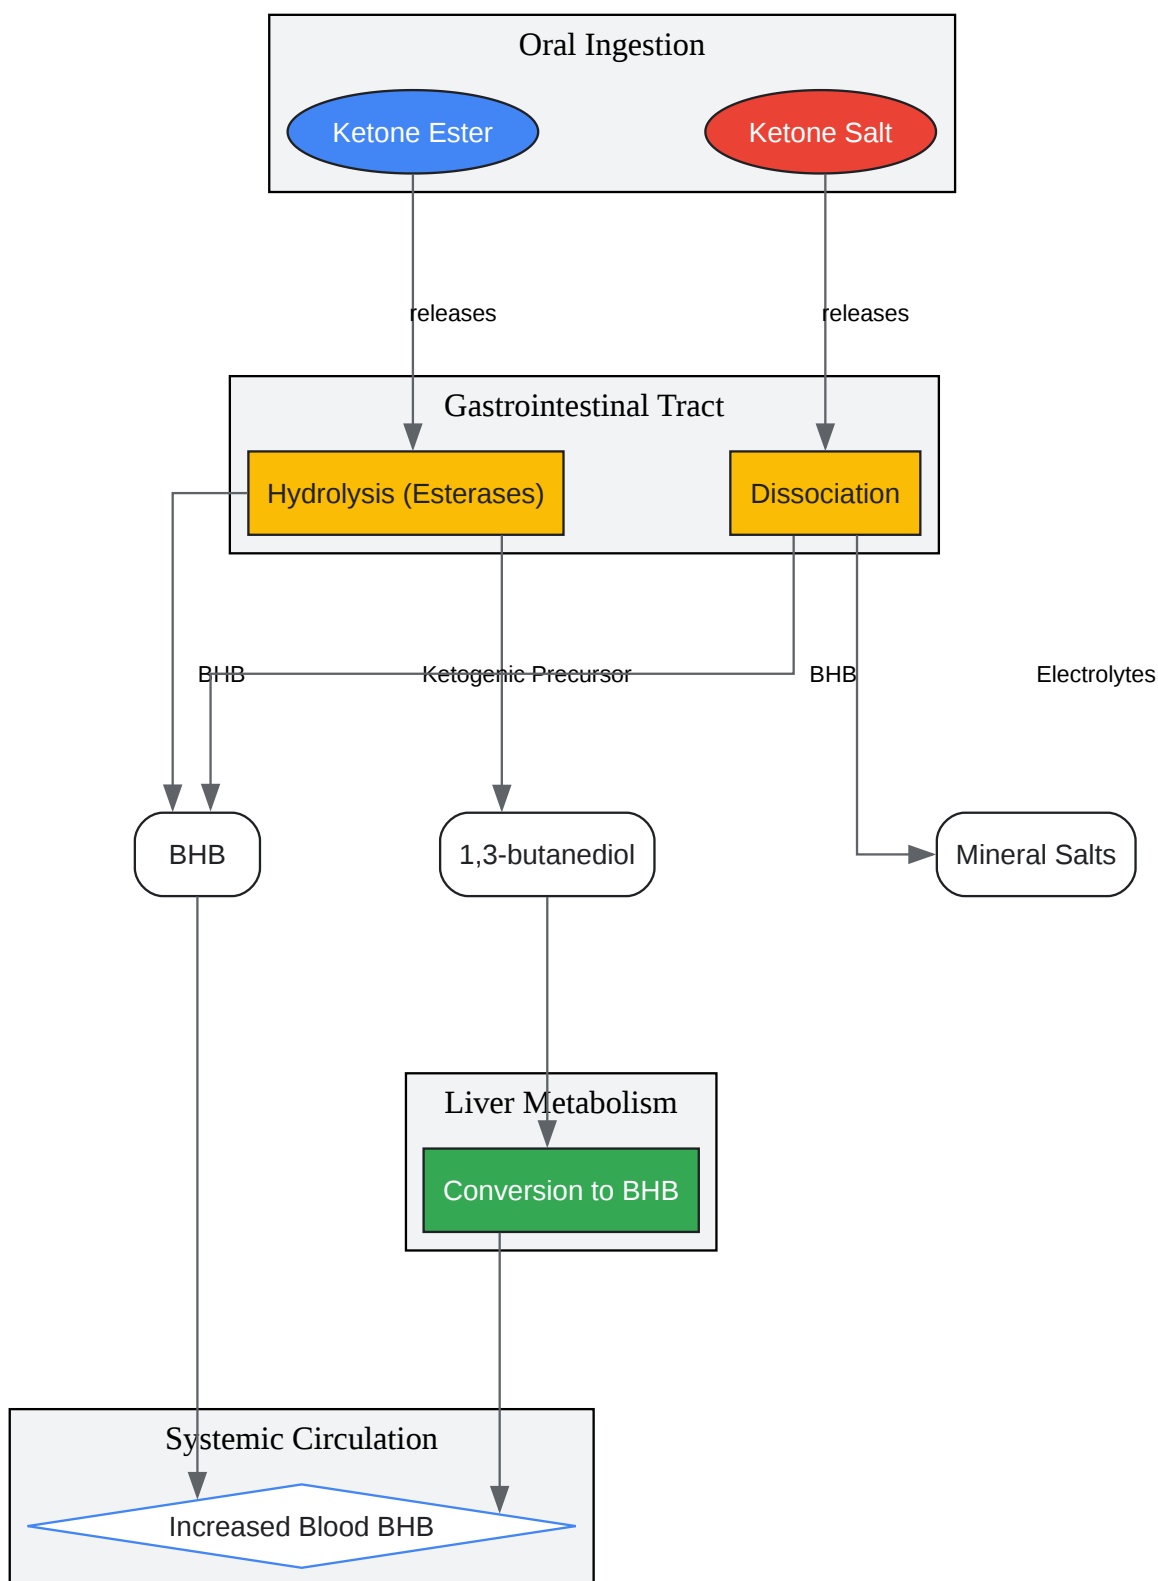 Oral Ingestion
Ketone Ester
Ketone Salt
releases
releases
Gastrointestinal Tract
Hydrolysis (Esterases)
Dissociation
BHB
Ketogenic Precursor
BHB
Electrolytes
BHB
1,3-butanediol
Mineral Salts
Liver Metabolism
Conversion to BHB
Systemic Circulation
Increased Blood BHB